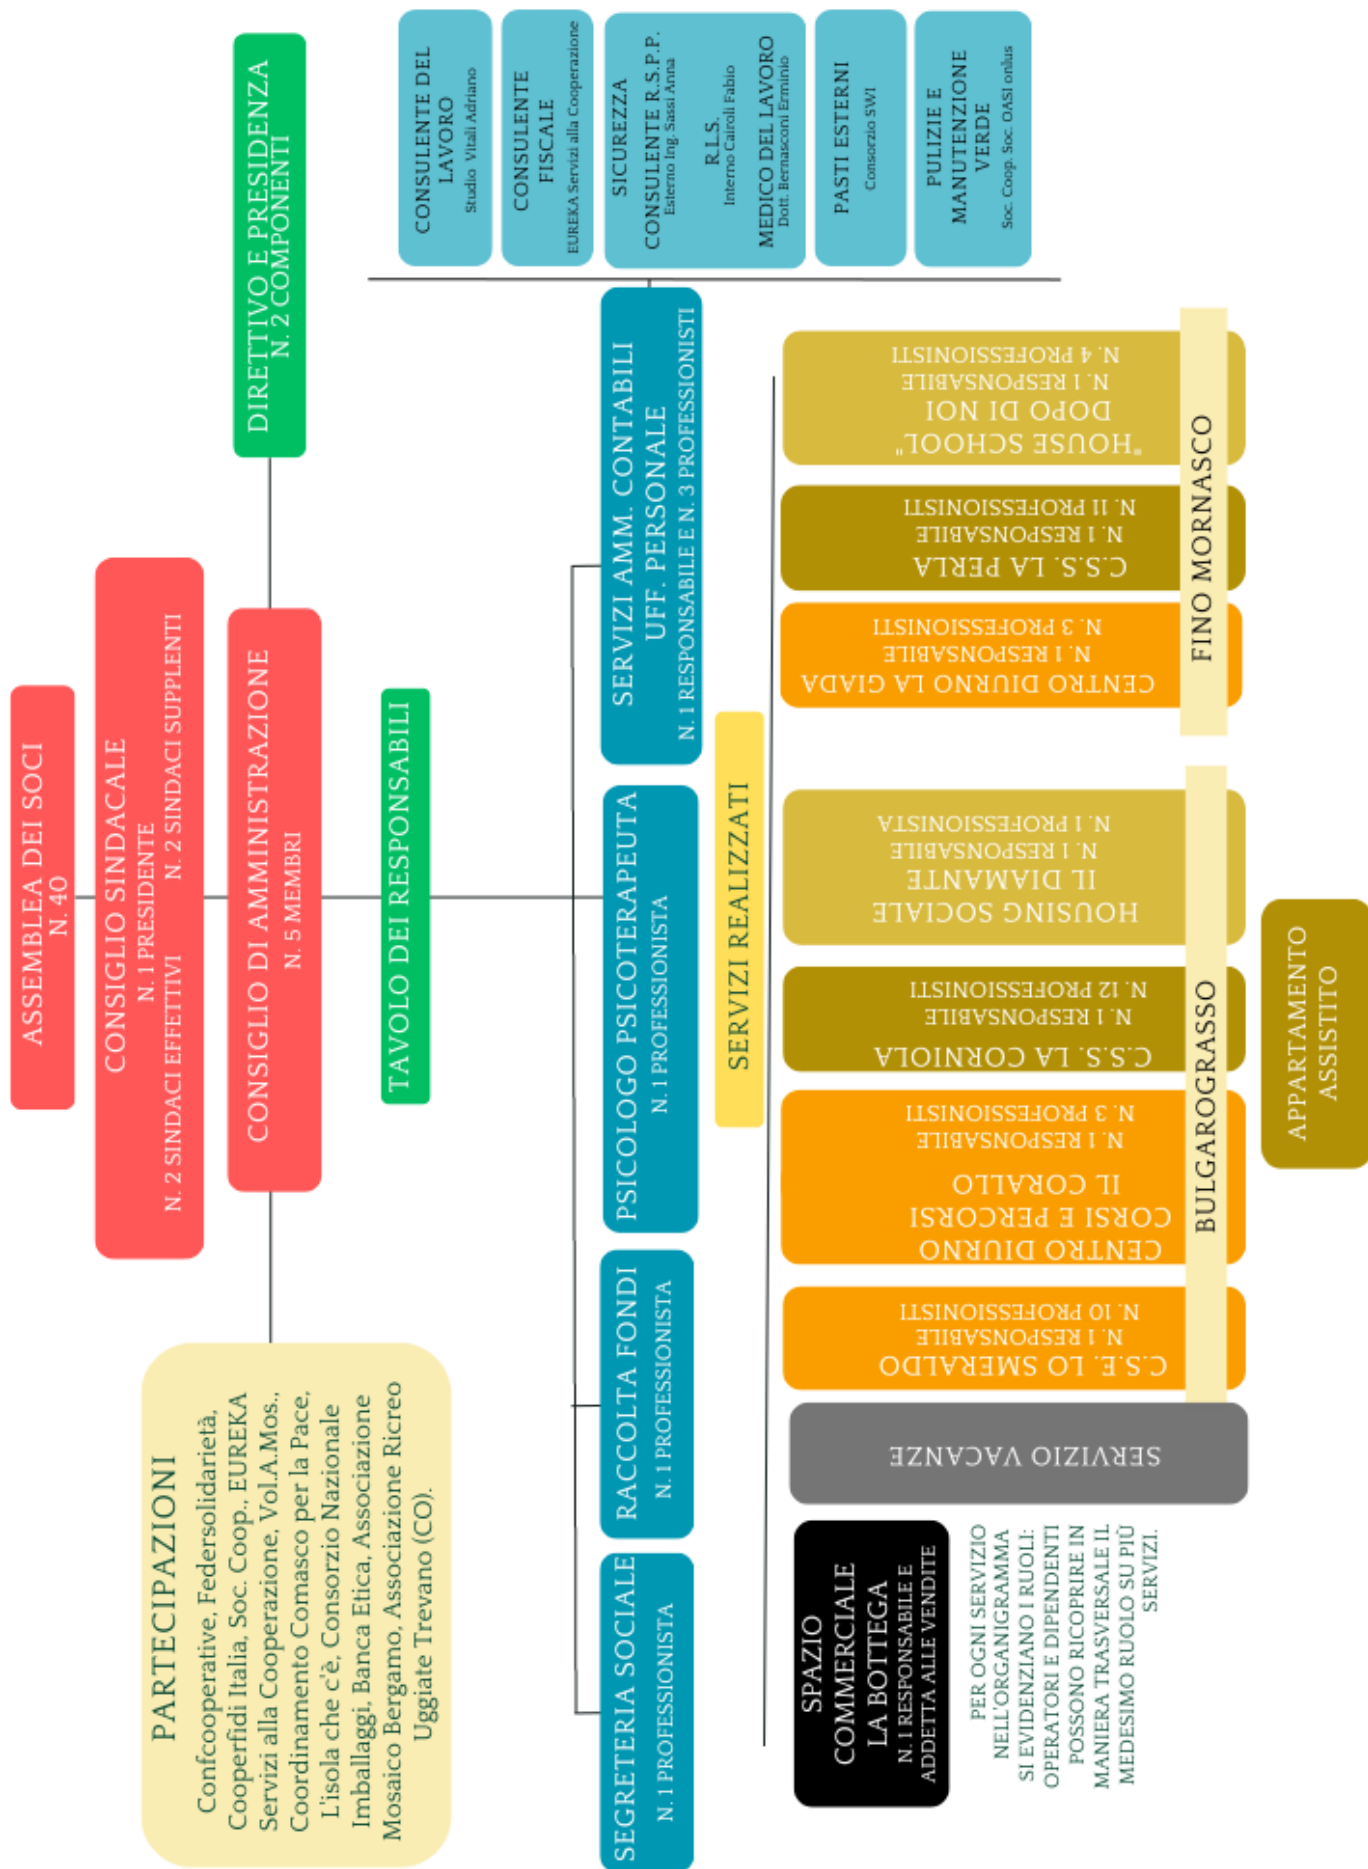 ASSEMBLEA DEI SOCI
N. 40
CONSIGLIO SINDACALE
N. 1 PRESIDENTE
N. 2 SINDACI EFFETTIVI N. 2 SINDACI SUPPLENTI
PARTECIPAZIONI
Confcooperative, Federsolidarietà,
Cooperfidi Italia, Soc. Coop., EUREKA
Servizi alla Cooperazione, Vol.A.Mos.,
Coordinamento Comasco per la Pace,
L'isola che c'è, Consorzio Nazionale
Imballaggi, Banca Etica, Associazione
Mosaico Bergamo, Associazione Ricreo
Uggiate Trevano (CO).
CONSIGLIO DI AMMINISTRAZIONE
N. 5 MEMBRI
DIRETTIVO E PRESIDENZA
N. 2 COMPONENTI
TAVOLO DEI RESPONSABILI
SEGRETERIA SOCIALE
N. 1 PROFESSIONISTA
RACCOLTA FONDI
N. 1 PROFESSIONISTA
PSICOLOGO PSICOTERAPEUTA
N. 1 PROFESSIONISTA
SERVIZI AMM. CONTABILI
UFF. PERSONALE
N. 1 RESPONSABILE E N. 3 PROFESSIONISTI
CONSULENTE DEL
LAVORO
Studio Vitali Adriano
CONSULENTE
FISCALE
EUREKA Servizi alla Cooperazione
SICUREZZA
CONSULENTE R.S.P.P.
Esterno Ing. Sassi Anna
R.L.S.
Interno Cairoli Fabio
MEDICO DEL LAVORO
Dott. Bernasconi Erminio
PASTI ESTERNI
Consorzio SWI
PULIZIE E
MANUTENZIONE
VERDE
Soc. Coop. Soc. OASI onlus
SERVIZI REALIZZATI
SPAZIO
COMMERCIALE
LA BOTTEGA
N. 1 RESPONSABILE E
ADDETTA ALLE VENDITE
SERVIZIO VACANZE
C.S.E. LO SMERALDO
N. 1 RESPONSABILE
N. 10 PROFESSIONISTI
CENTRO DIURNO
CORSI E PERCORSI
IL CORALLO
N. 1 RESPONSABILE
N. 3 PROFESSIONISTI
C.S.S. LA CORNIOLA
N. 1 RESPONSABILE
N. 12 PROFESSIONISTI
HOUSING SOCIALE
IL DIAMANTE
N. 1 RESPONSABILE
N. 1 PROFESSIONISTA
CENTRO DIURNO LA GIADA
N. 1 RESPONSABILE
N. 3 PROFESSIONISTI
C.S.S. LA PERLA
N. 1 RESPONSABILE
N. 11 PROFESSIONISTI
"HOUSE SCHOOL"
DOPO DI NOI
N. 1 RESPONSABILE
N. 4 PROFESSIONISTI
BULGAROGRASSO
FINO MORNASCO
APPARTAMENTO
ASSISTITO
PER OGNI SERVIZIO
NELL'ORGANIGRAMMA
SI EVIDENZIANO I RUOLI:
OPERATORI E DIPENDENTI
POSSONO RICOPRIRE IN
MANIERA TRASVERSALE IL
MEDESIMO RUOLO SU PIÙ
SERVIZI.